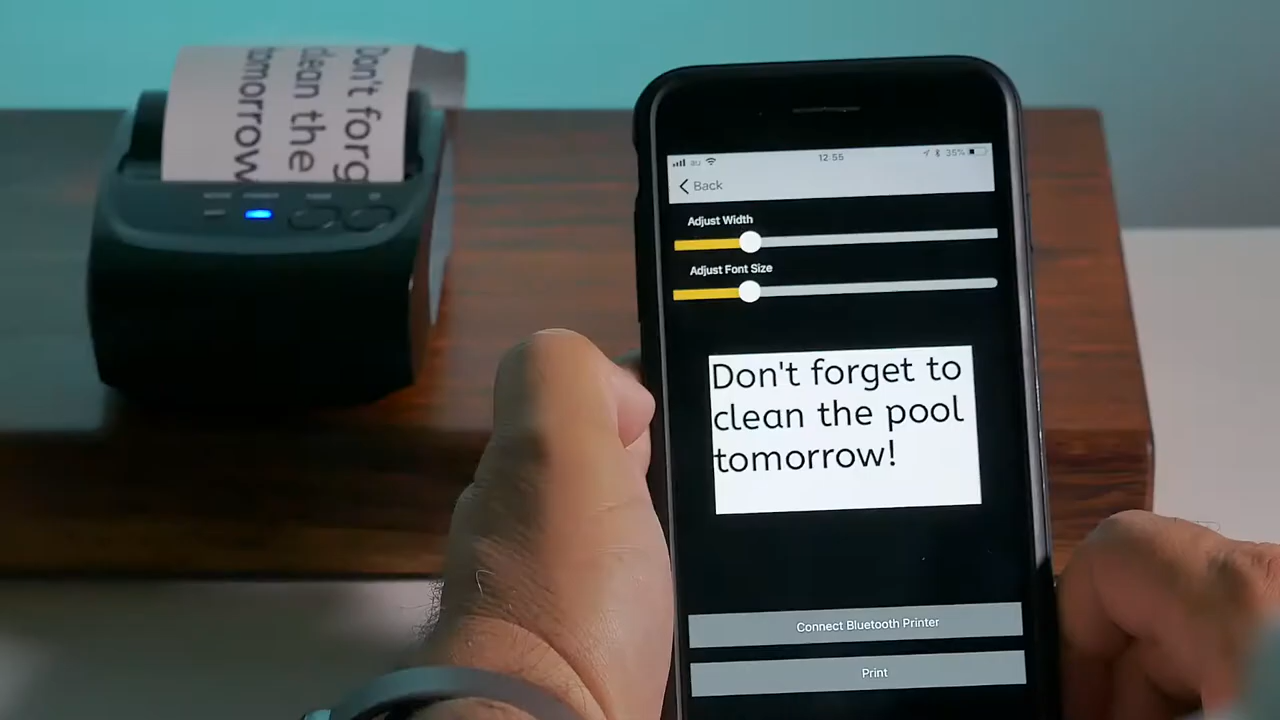 Don't forg
clean the
tomorrow
au 12:55 35%
Back
Adjust Width
Adjust Font Size
Don't forget to
clean the pool
tomorrow!
Connect Bluetooth Printer
Print